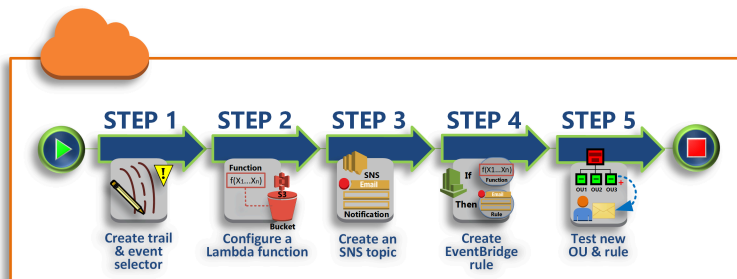 STEP 1
STEP 2
STEP 3
STEP 4
STEP 5
!
Function
f(X1...Xn)
S3
Bucket
SNS
Email
Notification
If
Then
f(X1...Xn)
Function
Email
Rule
OU1 OU2 OU3
+
Create trail
& event
selector
Configure a
Lambda function
Create an
SNS topic
Create
EventBridge
rule
Test new
OU & rule